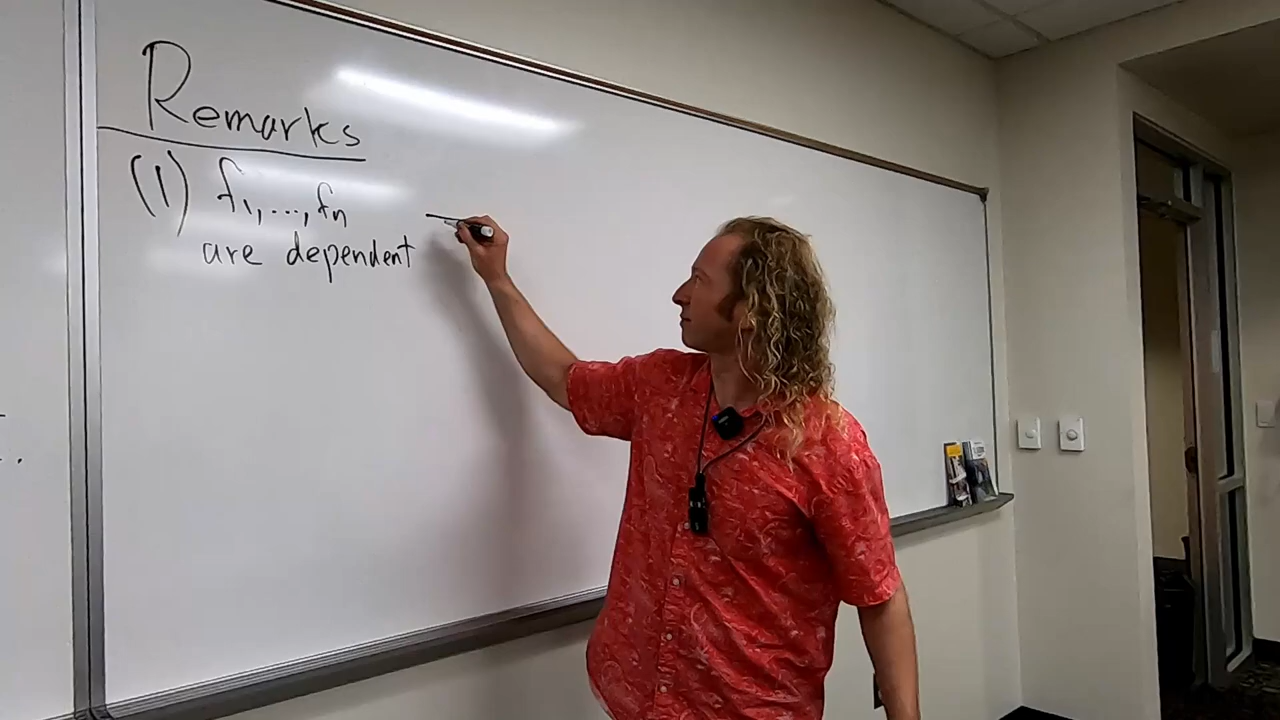 Remarks
(1) f1, ..., fn
are dependent